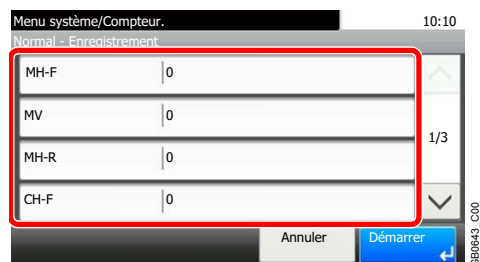 Menu système/Compteur. 10:10
Normal - Enregistrement
MH-F 0
MV 0
1/3
MH-R 0
CH-F 0
Annuler Démarrer
GB0643_C00